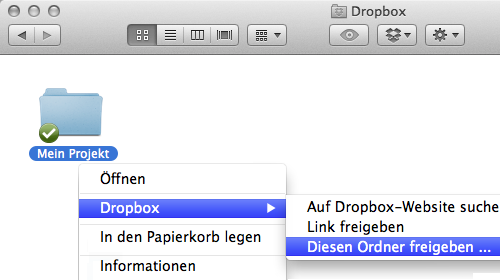 Dropbox
Mein Projekt
Öffnen
Dropbox
Auf Dropbox-Website suche
Link freigeben
Diesen Ordner freigeben ...
In den Papierkorb legen
Informationen